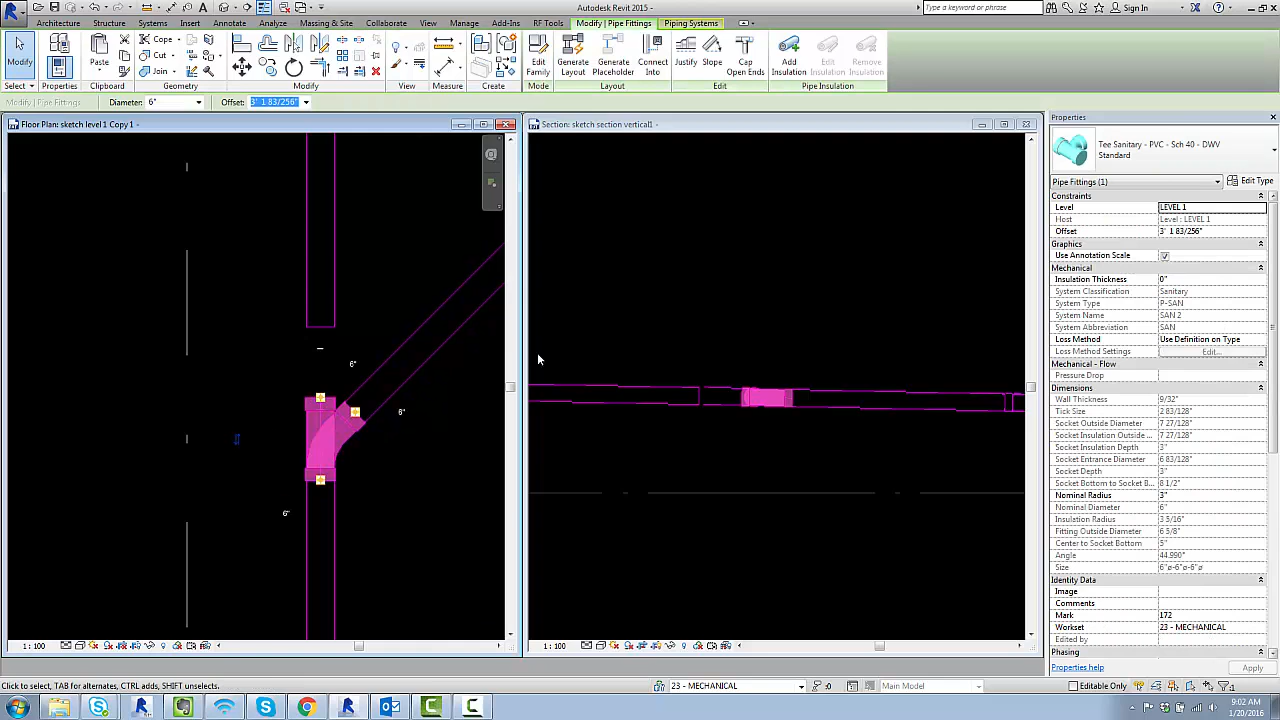 Autodesk Revit 2015 -
Type a keyword or phrase
Sign In
Architecture Structure Systems Insert Annotate Analyze Massing & Site Collaborate View Manage Add-Ins RF Tools Modify | Pipe Fittings Piping Systems
Modify
Paste
Cope
Cut
Join
Edit Family
Generate Layout
Generate Placeholder
Connect Into
Justify
Slope
Cap Open Ends
Add Insulation
Edit Insulation
Remove Insulation
Select Properties Clipboard Geometry Modify View Measure Create Mode Layout Edit Pipe Insulation
Modify | Pipe Fittings Diameter: 6" Offset: 3' 1 83/256"
Floor Plan: sketch level 1 Copy 1 -
Section: sketch section vertical1 -
6"
6"
6"
1 : 100
1 : 100
Properties
Tee Sanitary - PVC - Sch 40 - DWV
Standard
Pipe Fittings (1) Edit Type
Constraints
Level LEVEL 1
Host Level : LEVEL 1
Offset 3' 1 83/256"
Graphics
Use Annotation Scale
Mechanical
Insulation Thickness 0"
System Classification Sanitary
System Type P-SAN
System Name SAN 2
System Abbreviation SAN
Loss Method Use Definition on Type
Loss Method Settings Edit...
Mechanical - Flow
Pressure Drop
Dimensions
Wall Thickness 9/32"
Tick Size 2 83/128"
Socket Outside Diameter 7 27/128"
Socket Insulation Outside ... 7 27/128"
Socket Insulation Depth 3"
Socket Entrance Diameter 6 83/128"
Socket Depth 3"
Socket Bottom to Socket B... 8 1/2"
Nominal Radius 3"
Nominal Diameter 6"
Insulation Radius 3 5/16"
Fitting Outside Diameter 6 5/8"
Center to Socket Bottom 5"
Angle 44.990°
Size 6"ø-6"ø-6"ø
Identity Data
Image
Comments
Mark 172
Workset 23 - MECHANICAL
Edited by
Phasing
Properties help Apply
Click to select, TAB for alternates, CTRL adds, SHIFT unselects.
23 - MECHANICAL
:0
Main Model
Editable Only
:1
9:02 AM
1/20/2016